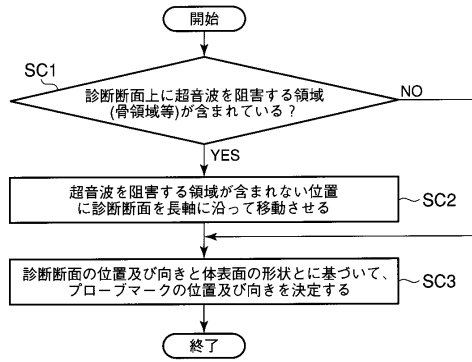 開始
SC1
診断断面上に超音波を阻害する領域
(骨領域等)が含まれている?
NO
YES
超音波を阻害する領域が含まれない位置
に診断断面を長軸に沿って移動させる
SC2
診断断面の位置及び向きと体表面の形状とに基づいて、
プローブマークの位置及び向きを決定する
SC3
終了